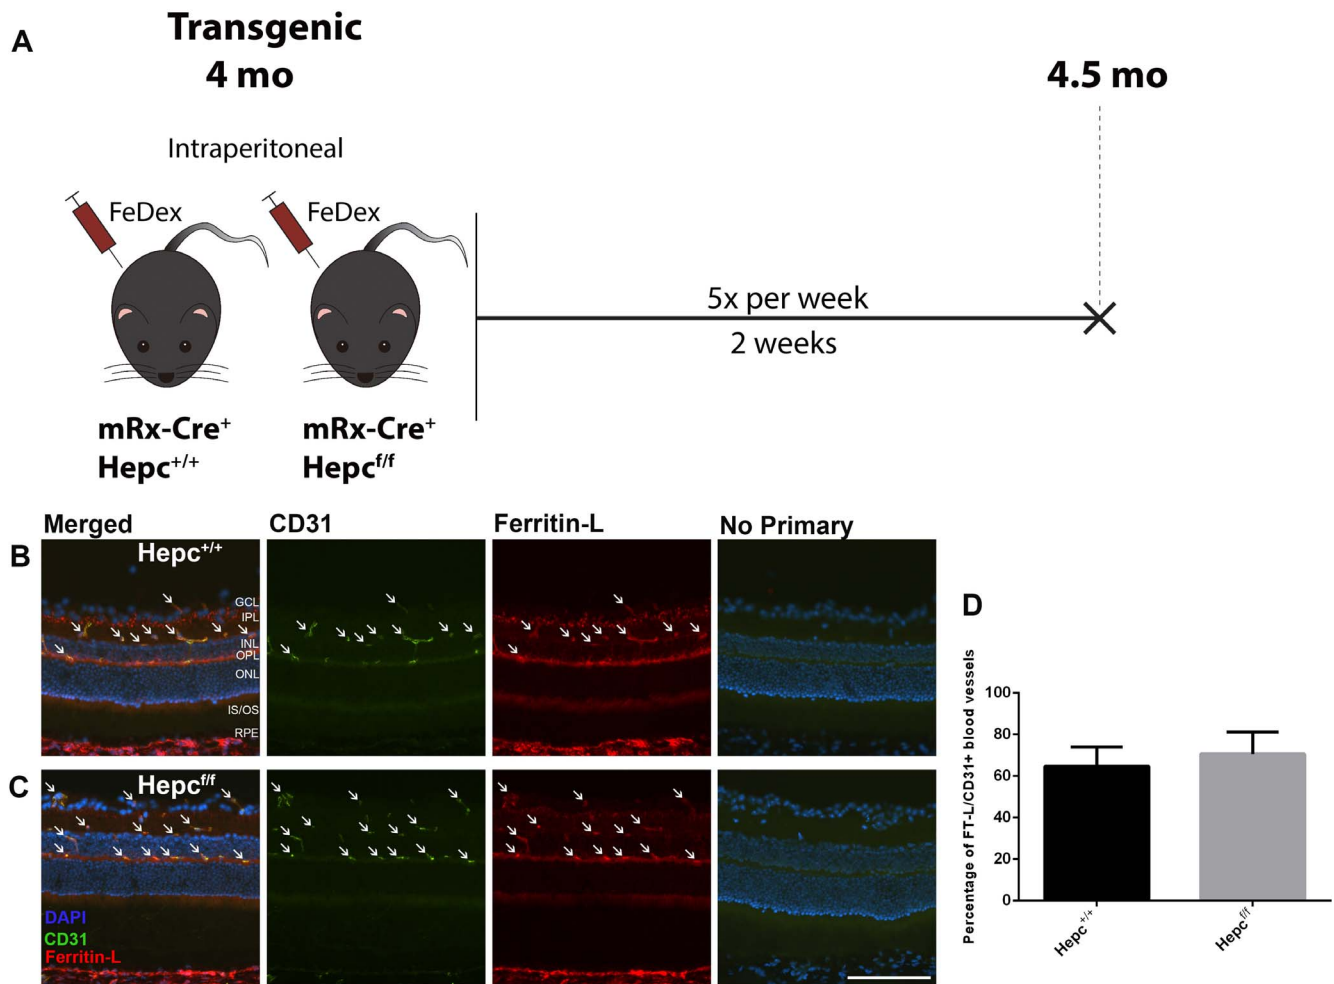 A
Transgenic
4 mo
4.5 mo
Intraperitoneal
FeDex
FeDex
5x per week
2 weeks
mRx-Cre⁺
Hepc⁺/⁺
mRx-Cre⁺
Hepcᶠ/ᶠ
Merged
CD31
Ferritin-L
No Primary
B
Hepc⁺/⁺
GCL
IPL
INL
OPL
ONL
IS/OS
RPE
C
Hepcᶠ/ᶠ
DAPI
CD31
Ferritin-L
D
Percentage of FT-L/CD31+ blood vessels
100
80
60
40
20
0
Hepc⁺/⁺
Hepcᶠ/ᶠ